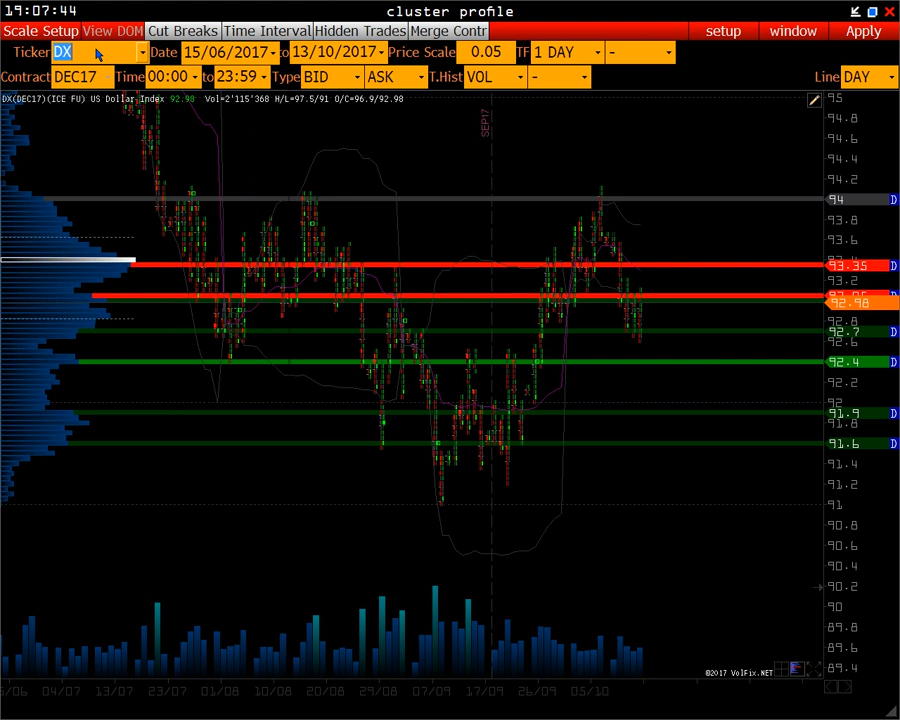 19:07:44
cluster profile
Scale Setup View DOM Cut Breaks Time Interval Hidden Trades Merge Contr setup window Apply
Ticker DX Date 15/06/2017 to 13/10/2017 Price Scale 0.05 TF 1 DAY -
Contract DEC17 Time 00:00 to 23:59 Type BID ASK T.Hist VOL - Line DAY
DX(DEC17)(ICE FU) US Dollar Index 92.98 Vol=2'115'368 H/L=97.5/91 O/C=96.9/92.98
95
94.8
SEP17
94.6
94.4
94.2
94 D
93.8
93.6
93.35 D
93.2
D
92.98
92.8
92.7 D
92.6
92.4 D
92.2
92
91.9 D
91.8
91.6 D
91.4
91.2
91
90.8
90.6
90.4
90.2
90
89.8
89.6
89.4
©2017 VolFix.NET
/06 04/07 13/07 23/07 01/08 10/08 20/08 29/08 07/09 17/09 26/09 05/10